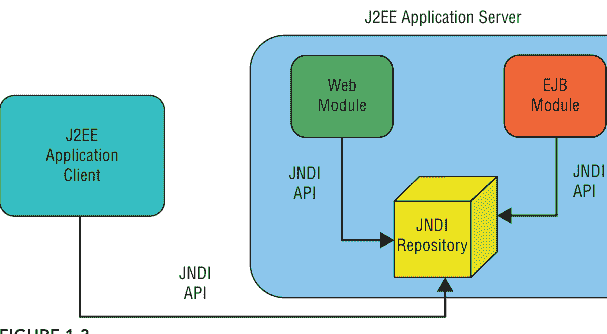 J2EE Application Server
Web
Module
EJB
Module
J2EE
Application
Client
JNDI
API
JNDI
API
JNDI
Repository
JNDI
API